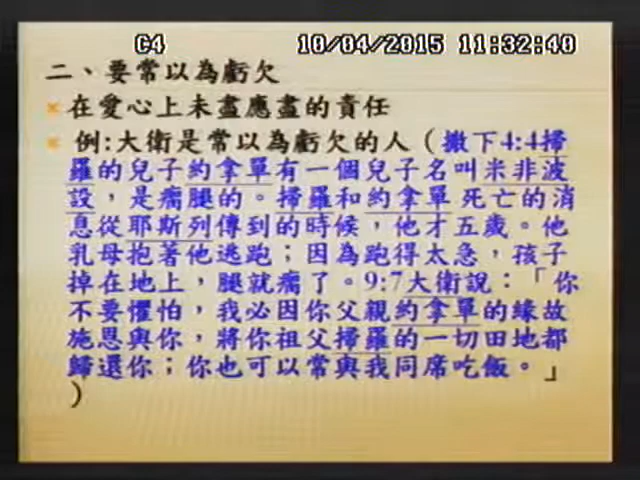 C4 10/04/2015 11:32:40
二、要常以為虧欠
在愛心上未盡應盡的責任
例:大衛是常以為虧欠的人(撒下4:4掃
羅的兒子約拿單有一個兒子名叫米非波
設,是瘸腿的。掃羅和約拿單死亡的消
息從耶斯列傳到的時候,他才五歲。他
乳母抱著他逃跑;因為跑得太急,孩子
掉在地上,腿就瘸了。9:7大衛說:「你
不要懼怕,我必因你父親約拿單的緣故
施恩與你,將你祖父掃羅的一切田地都
歸還你;你也可以常與我同席吃飯。」
)